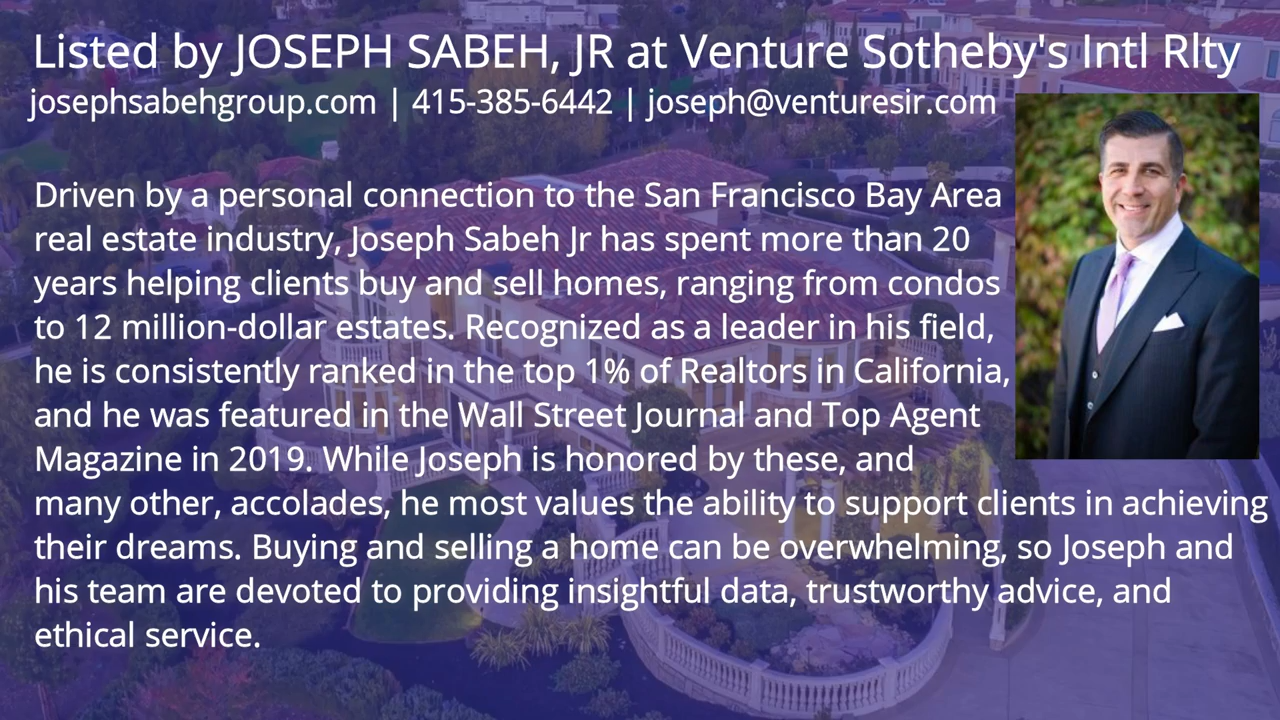 Listed by JOSEPH SABEH, JR at Venture Sotheby's Intl Rlty
josephsabehgroup.com | 415-385-6442 | joseph@venturesir.com
Driven by a personal connection to the San Francisco Bay Area
real estate industry, Joseph Sabeh Jr has spent more than 20
years helping clients buy and sell homes, ranging from condos
to 12 million-dollar estates. Recognized as a leader in his field,
he is consistently ranked in the top 1% of Realtors in California,
and he was featured in the Wall Street Journal and Top Agent
Magazine in 2019. While Joseph is honored by these, and
many other, accolades, he most values the ability to support clients in achieving
their dreams. Buying and selling a home can be overwhelming, so Joseph and
his team are devoted to providing insightful data, trustworthy advice, and
ethical service.